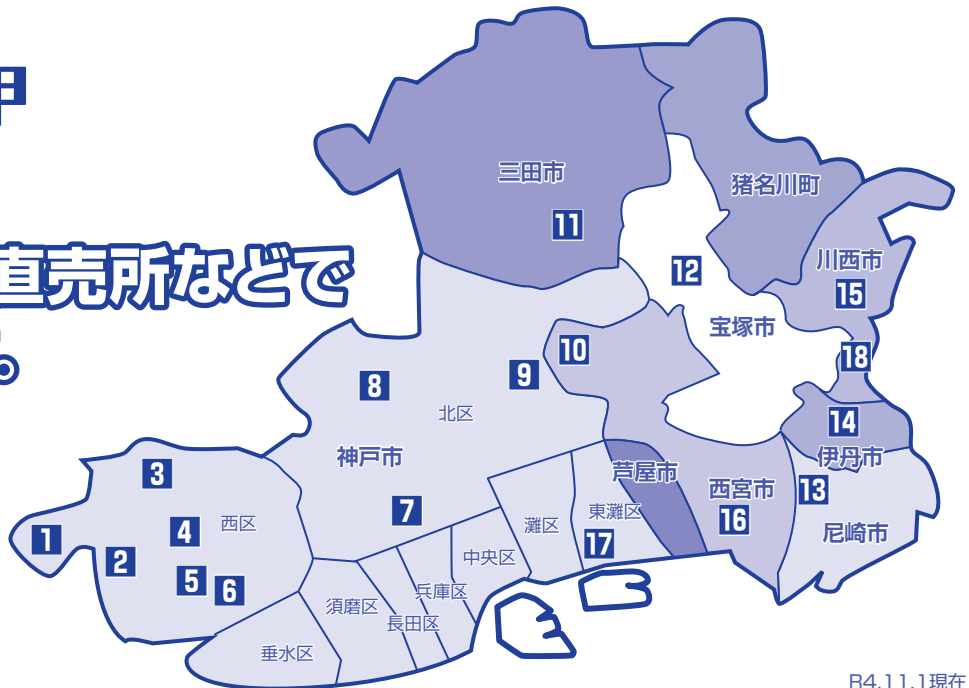 直売所などで
三田市
11
猪名川町
川西市
15
12
宝塚市
18
10
9
8
北区
神戸市
14
伊丹市
芦屋市
西宮市
13
16
尼崎市
3
西区
7
灘区
東灘区
17
1
4
2
中央区
5
6
兵庫区
須磨区
長田区
垂水区
R4.11.1現在